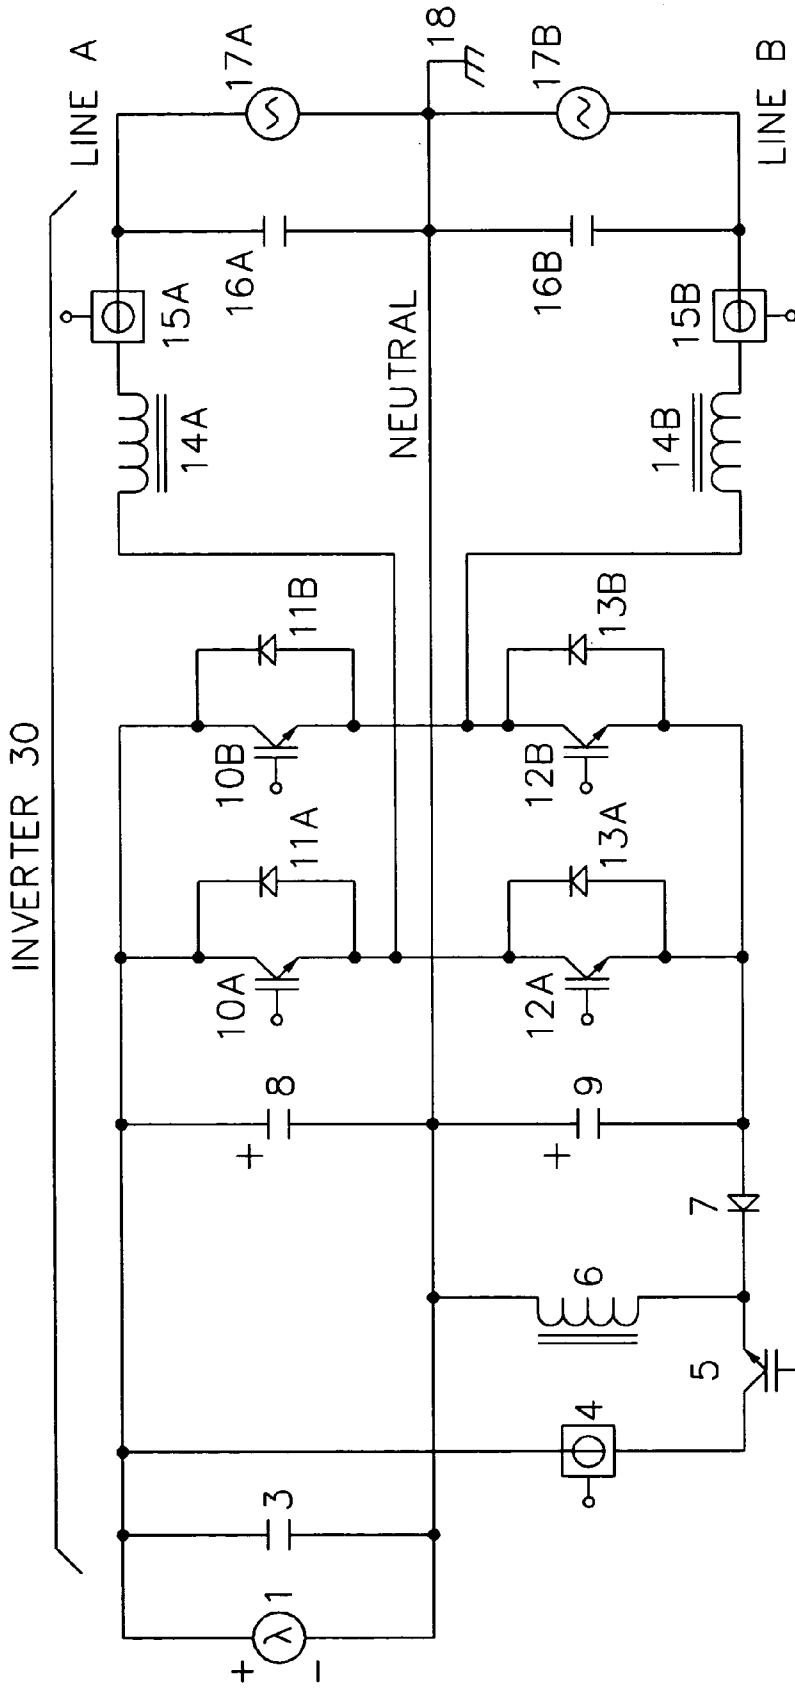 INVERTER 30
LINE A
17A
18
17B
LINE B
16A
16B
15A
15B
14A
NEUTRAL
14B
11B
13B
10B
12B
11A
13A
10A
12A
8
9
+
+
7
6
5
4
3
1
λ
+
−